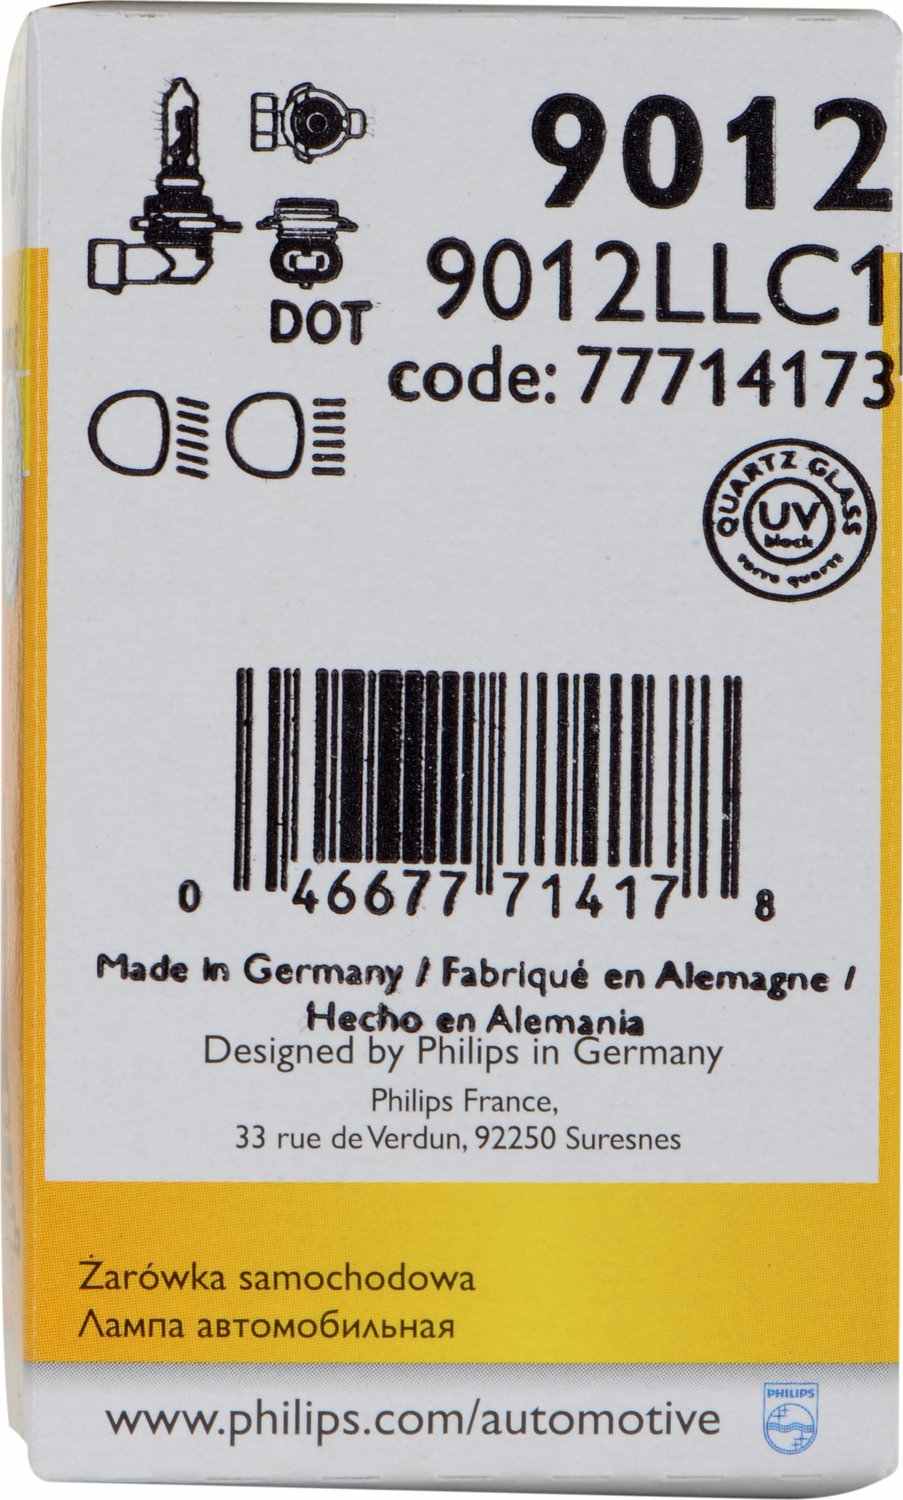 9012
9012LLC1
DOT
code: 77714173
QUARTZ GLASS
UV
block
verre quartz
0 46677 71417 8
Made in Germany / Fabriqué en Alemagne /
Hecho en Alemania
Designed by Philips in Germany
Philips France,
33 rue de Verdun, 92250 Suresnes
Żarówka samochodowa
Лампа автомобильная
www.philips.com/automotive
PHILIPS